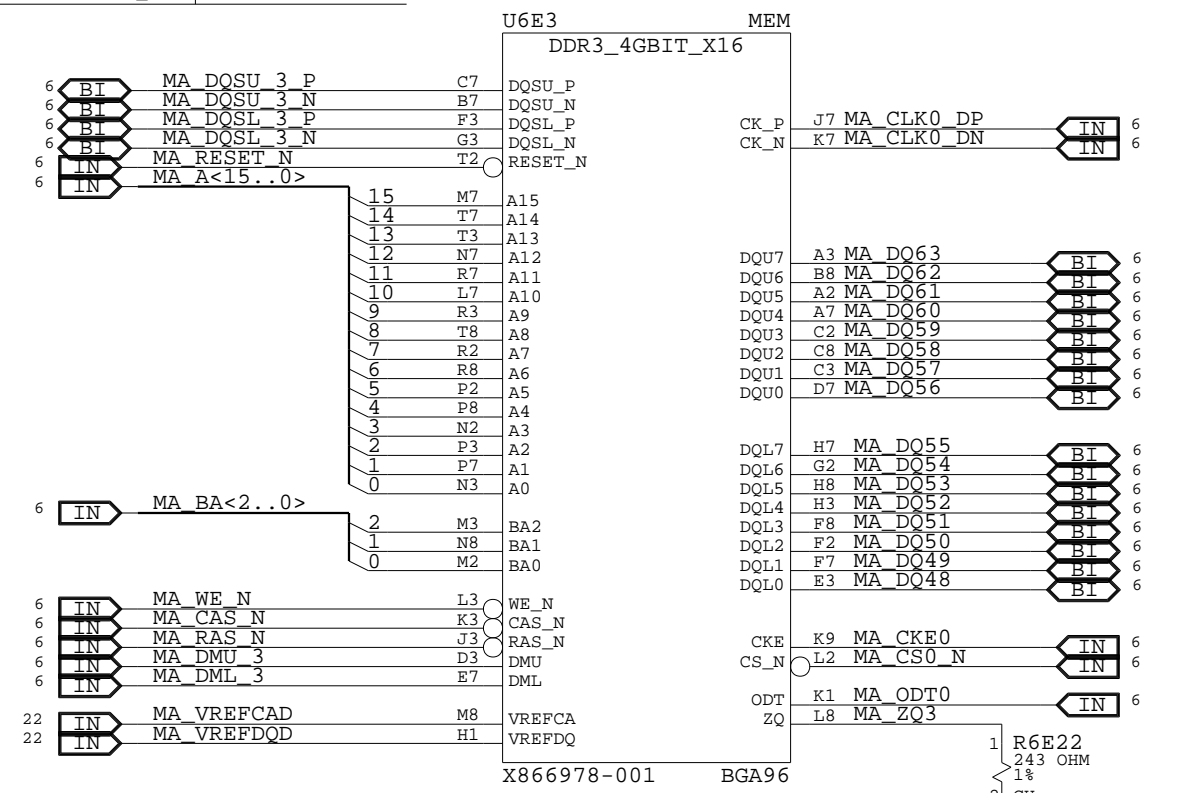 U6E3 MEM
DDR3_4GBIT_X16
6 BI MA_DQSU_3_P C7 DQSU_P
6 BI MA_DQSU_3_N B7 DQSU_N
6 BI MA_DQSL_3_P F3 DQSL_P CK_P J7 MA_CLK0_DP IN 6
6 BI MA_DQSL_3_N G3 DQSL_N CK_N K7 MA_CLK0_DN IN 6
6 IN MA_RESET_N T2 RESET_N
6 IN MA_A<15..0>
15 M7 A15
14 T7 A14
13 T3 A13
12 N7 A12 DQU7 A3 MA_DQ63 BI 6
11 R7 A11 DQU6 B8 MA_DQ62 BI 6
10 L7 A10 DQU5 A2 MA_DQ61 BI 6
9 R3 A9 DQU4 A7 MA_DQ60 BI 6
8 T8 A8 DQU3 C2 MA_DQ59 BI 6
7 R2 A7 DQU2 C8 MA_DQ58 BI 6
6 R8 A6 DQU1 C3 MA_DQ57 BI 6
5 P2 A5 DQU0 D7 MA_DQ56 BI 6
4 P8 A4
3 N2 A3
2 P3 A2 DQL7 H7 MA_DQ55 BI 6
1 P7 A1 DQL6 G2 MA_DQ54 BI 6
0 N3 A0 DQL5 H8 MA_DQ53 BI 6
6 IN MA_BA<2..0> DQL4 H3 MA_DQ52 BI 6
2 M3 BA2 DQL3 F8 MA_DQ51 BI 6
1 N8 BA1 DQL2 F2 MA_DQ50 BI 6
0 M2 BA0 DQL1 F7 MA_DQ49 BI 6
DQL0 E3 MA_DQ48 BI 6
6 IN MA_WE_N L3 WE_N
6 IN MA_CAS_N K3 CAS_N
6 IN MA_RAS_N J3 RAS_N CKE K9 MA_CKE0 IN 6
6 IN MA_DMU_3 D3 DMU CS_N L2 MA_CS0_N IN 6
6 IN MA_DML_3 E7 DML
ODT K1 MA_ODT0 IN 6
22 IN MA_VREFCAD M8 VREFCA ZQ L8 MA_ZQ3
22 IN MA_VREFDQD H1 VREFDQ
1 R6E22
243 OHM
X866978-001 BGA96 1%